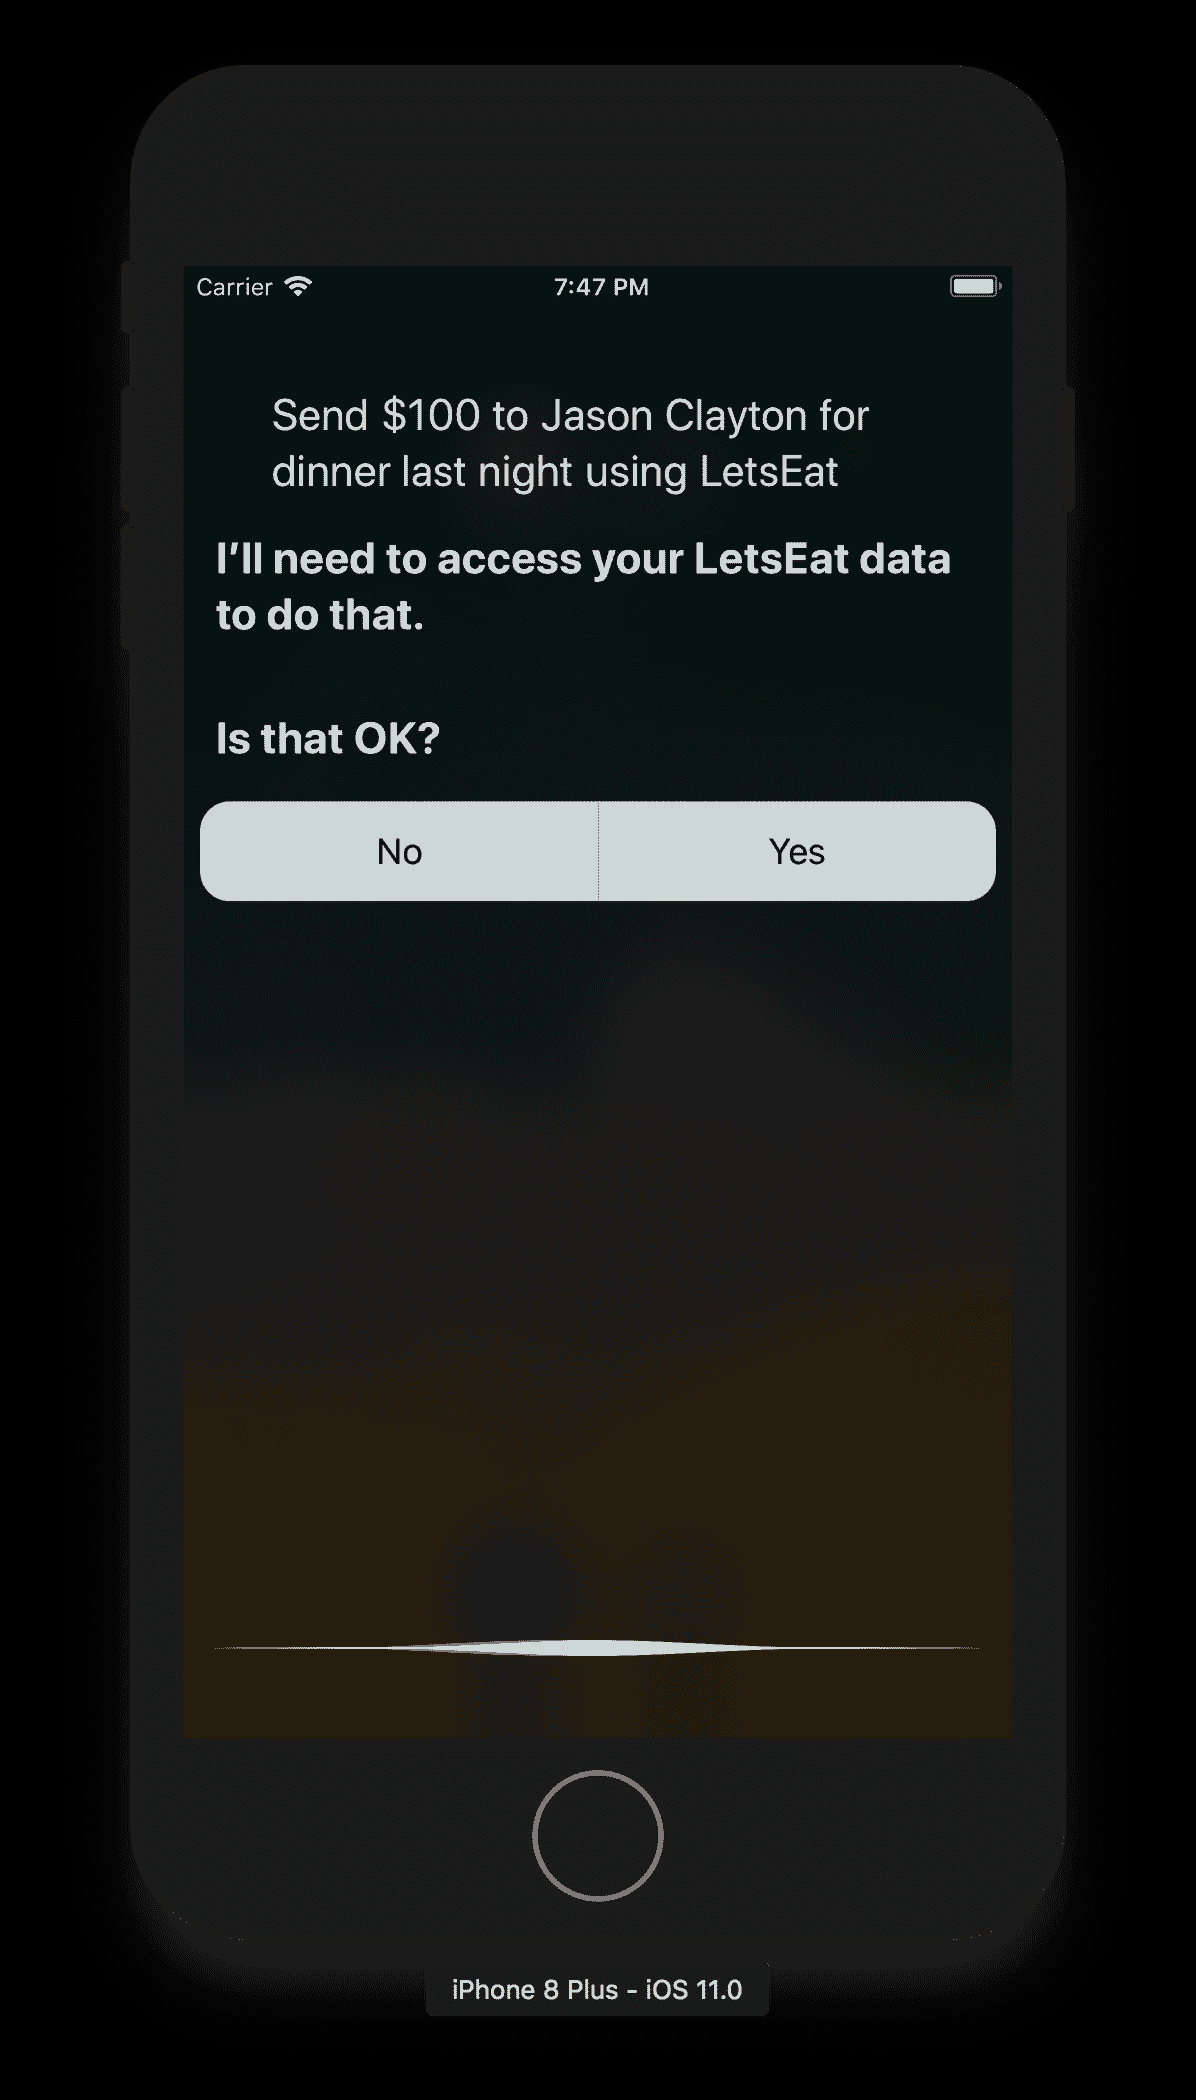 Carrier 7:47 PM
Send $100 to Jason Clayton for
dinner last night using LetsEat
I’ll need to access your LetsEat data
to do that.
Is that OK?
No Yes
iPhone 8 Plus - iOS 11.0